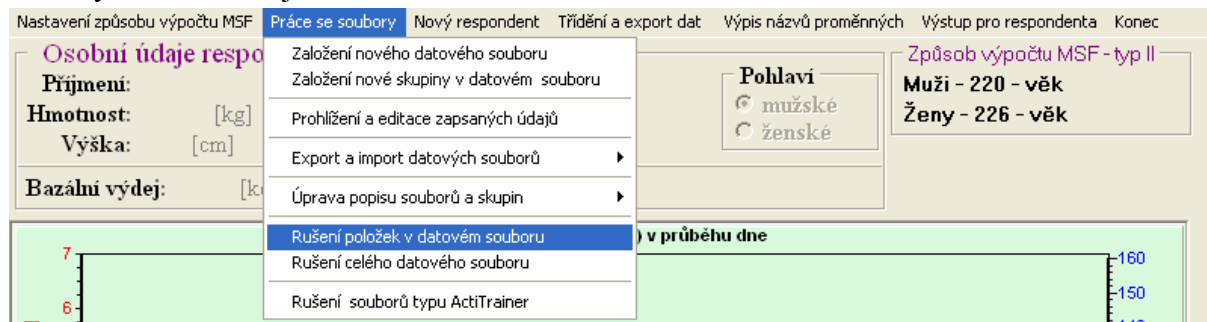 Nastavení způsobu výpočtu MSF Práce se soubory Nový respondent Třídění a export dat Výpis názvů proměnných Výstup pro respondenta Konec
Osobní údaje respo
Příjmení:
Hmotnost: [kg]
Výška: [cm]
Bazální výdej:
Založení nového datového souboru
Založení nové skupiny v datovém souboru
Prohlížení a editace zapsaných údajů
Export a import datových souborů
Úprava popisu souborů a skupin
Rušení položek v datovém souboru
Rušení celého datového souboru
Rušení souborů typu ActiTrainer
Pohlaví
mužské
ženské
Způsob výpočtu MSF - typ II
Muži - 220 - věk
Ženy - 226 - věk
) v průběhu dne
7
6
160
150